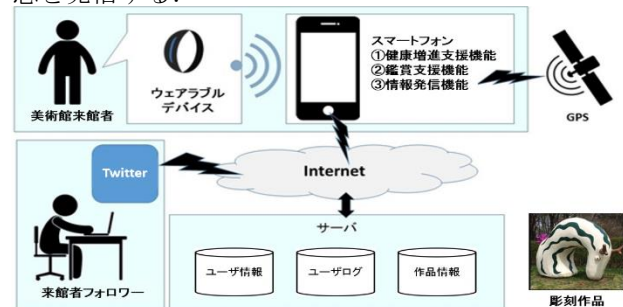 スマートフォン
①健康増進支援機能
②鑑賞支援機能
③情報発信機能
ウェアラブル
デバイス
美術館来館者
GPS
Twitter
Internet
サーバ
ユーザ情報
ユーザログ
作品情報
来館者フォロワー
彫刻作品